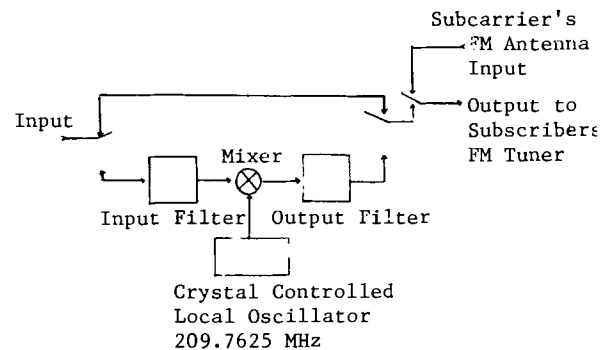 Subcarrier's
FM Antenna
Input
Input
Output to
Subscribers
FM Tuner
Mixer
Input Filter
Output Filter
Crystal Controlled
Local Oscillator
209.7625 MHz